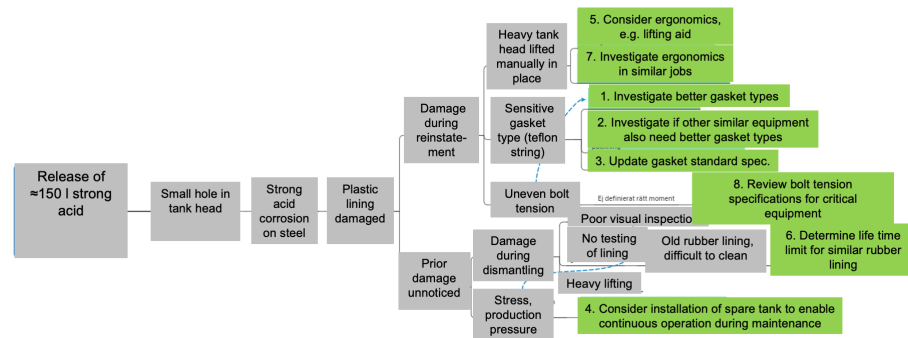 Release of
≈150 l strong
acid
Small hole in
tank head
Strong
acid
corrosion
on steel
Plastic
lining
damaged
Damage
during
reinstate-
ment
Heavy tank
head lifted
manually in
place
5. Consider ergonomics,
e.g. lifting aid
7. Investigate ergonomics
in similar jobs
Sensitive
gasket
type (teflon
string)
1. Investigate better gasket types
2. Investigate if other similar equipment
also need better gasket types
3. Update gasket standard spec.
Uneven bolt
tension
Ej definierat rätt moment
8. Review bolt tension
specifications for critical
equipment
Prior
damage
unnoticed
Damage
during
dismantling
Poor visual inspection
No testing
of lining
Old rubber lining,
difficult to clean
6. Determine life time
limit for similar rubber
lining
Heavy lifting
Stress,
production
pressure
4. Consider installation of spare tank to enable
continuous operation during maintenance